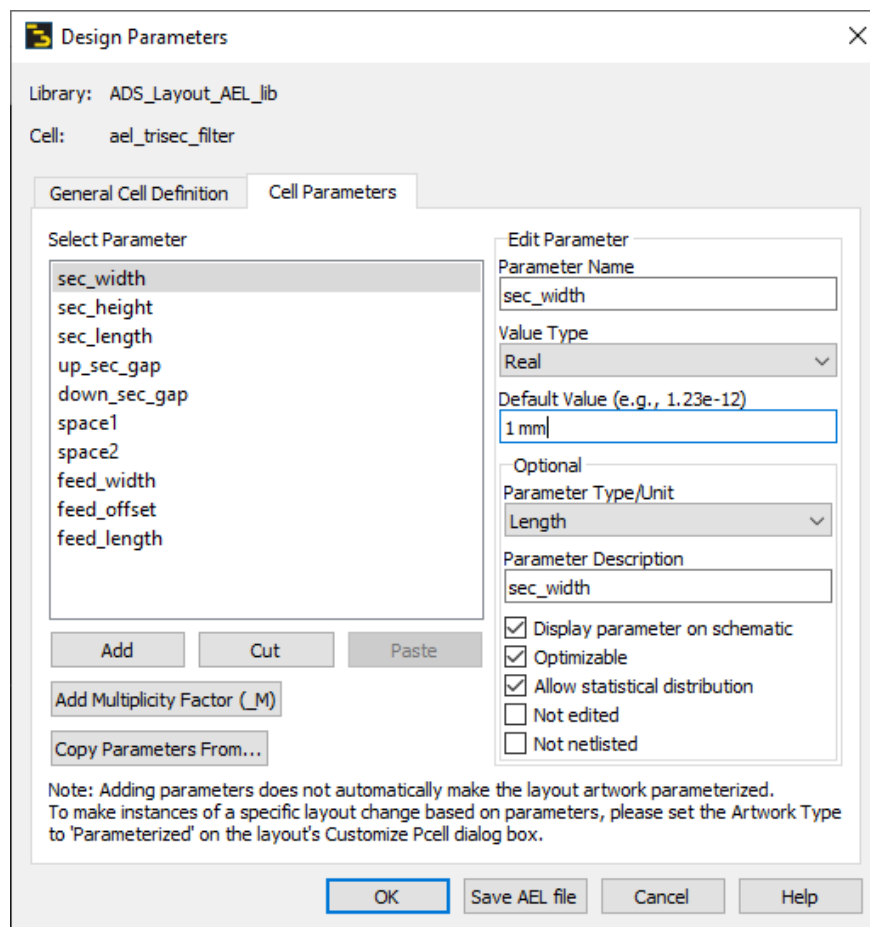 Design Parameters
Library: ADS_Layout_AEL_lib
Cell: ael_trisec_filter
General Cell Definition
Cell Parameters
Select Parameter
sec_width
sec_height
sec_length
up_sec_gap
down_sec_gap
space1
space2
feed_width
feed_offset
feed_length
Add
Cut
Paste
Add Multiplicity Factor (_M)
Copy Parameters From...
Edit Parameter
Parameter Name
sec_width
Value Type
Real
Default Value (e.g., 1.23e-12)
1 mm
Optional
Parameter Type/Unit
Length
Parameter Description
sec_width
Display parameter on schematic
Optimizable
Allow statistical distribution
Not edited
Not netlisted
Note: Adding parameters does not automatically make the layout artwork parameterized.
To make instances of a specific layout change based on parameters, please set the Artwork Type
to 'Parameterized' on the layout's Customize Pcell dialog box.
OK
Save AEL file
Cancel
Help